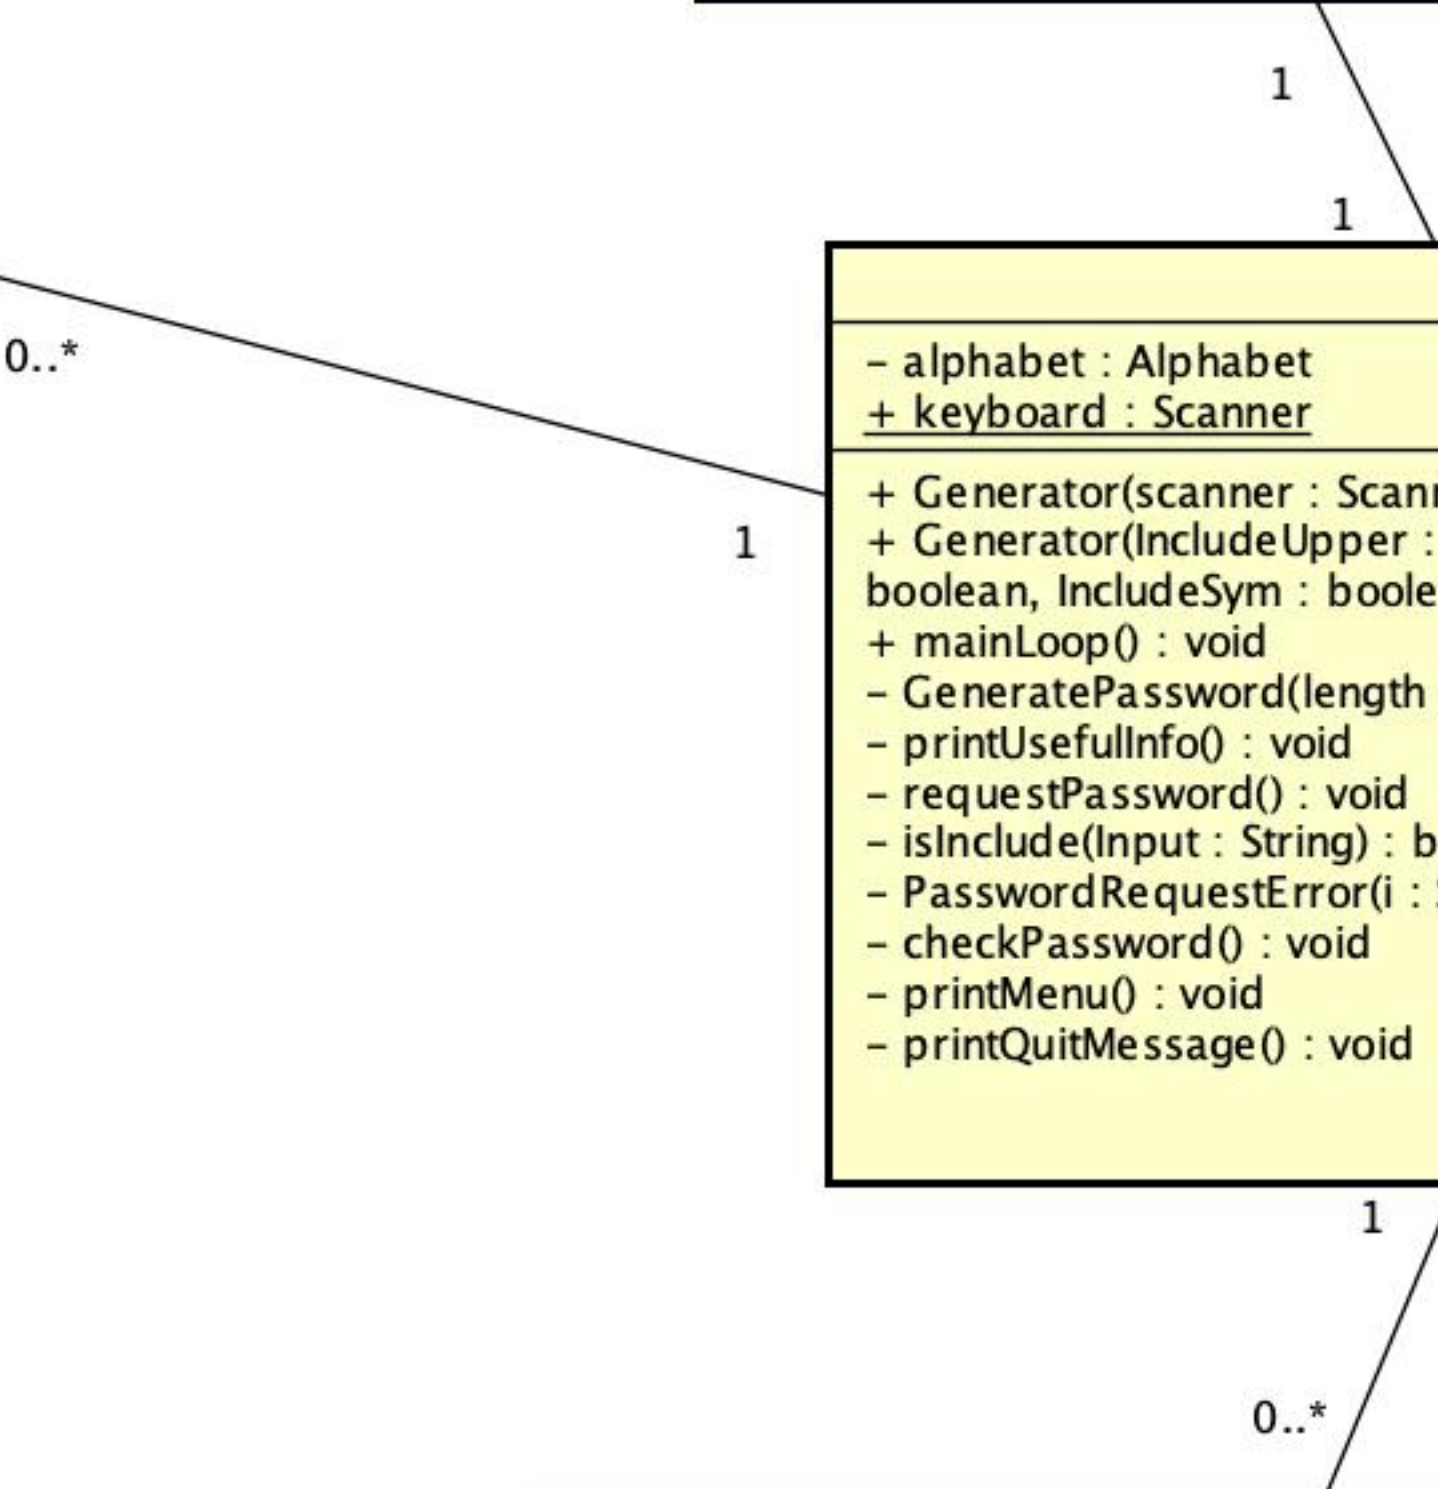 1
1
0..*
- alphabet : Alphabet
+ keyboard : Scanner
1
+ Generator(scanner :
+ Generator(IncludeUpper :
boolean, IncludeSym :
+ mainLoop() : void
- GeneratePassword(length
- printUsefulInfo() : void
- requestPassword() : void
- isInclude(Input : String) :
- PasswordRequestError(i :
- checkPassword() : void
- printMenu() : void
- printQuitMessage() : void
1
0..*